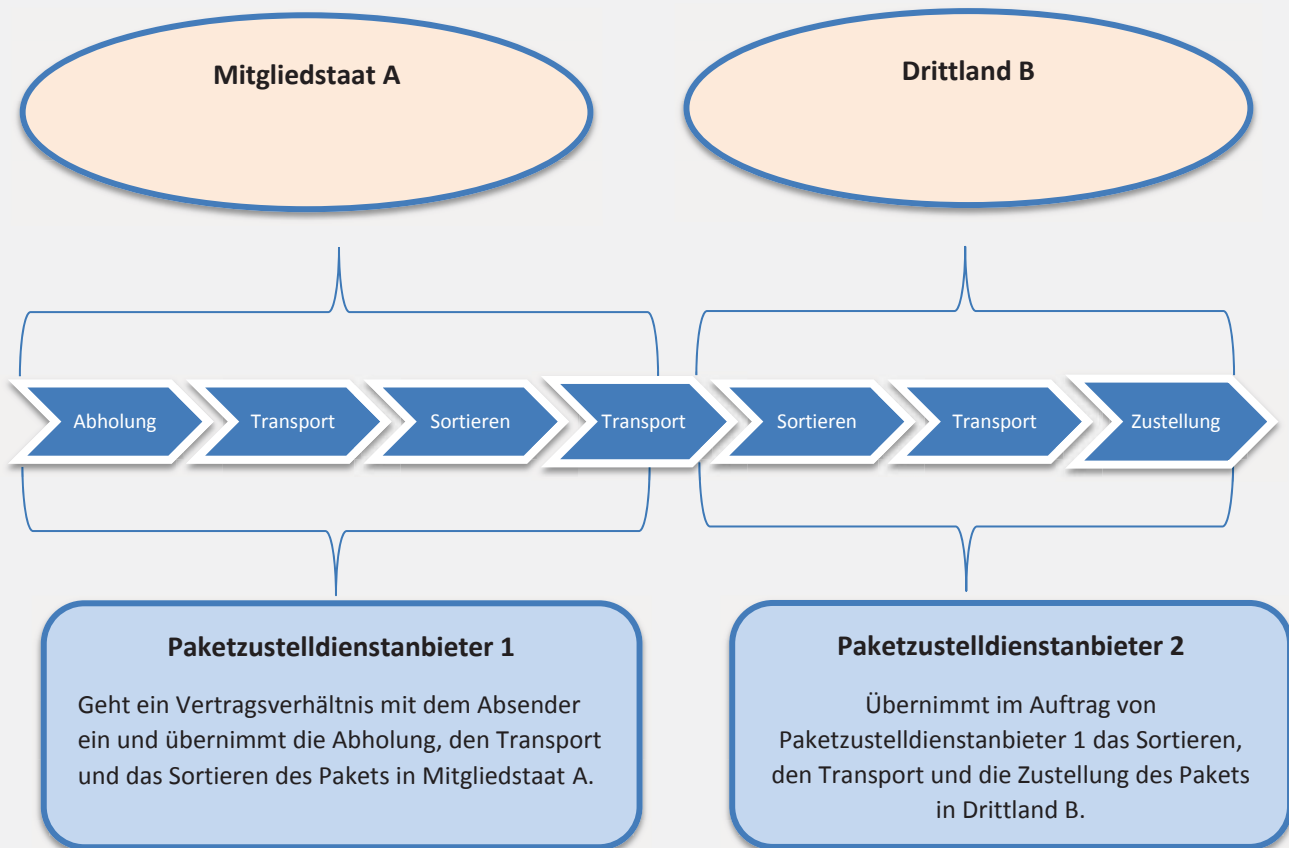 Mitgliedstaat A
Drittland B
Abholung
Transport
Sortieren
Transport
Sortieren
Transport
Zustellung
Paketzustelldienstanbieter 1
Geht ein Vertragsverhältnis mit dem Absender
ein und übernimmt die Abholung, den Transport
und das Sortieren des Pakets in Mitgliedstaat A.
Paketzustelldienstanbieter 2
Übernimmt im Auftrag von
Paketzustelldienstanbieter 1 das Sortieren,
den Transport und die Zustellung des Pakets
in Drittland B.